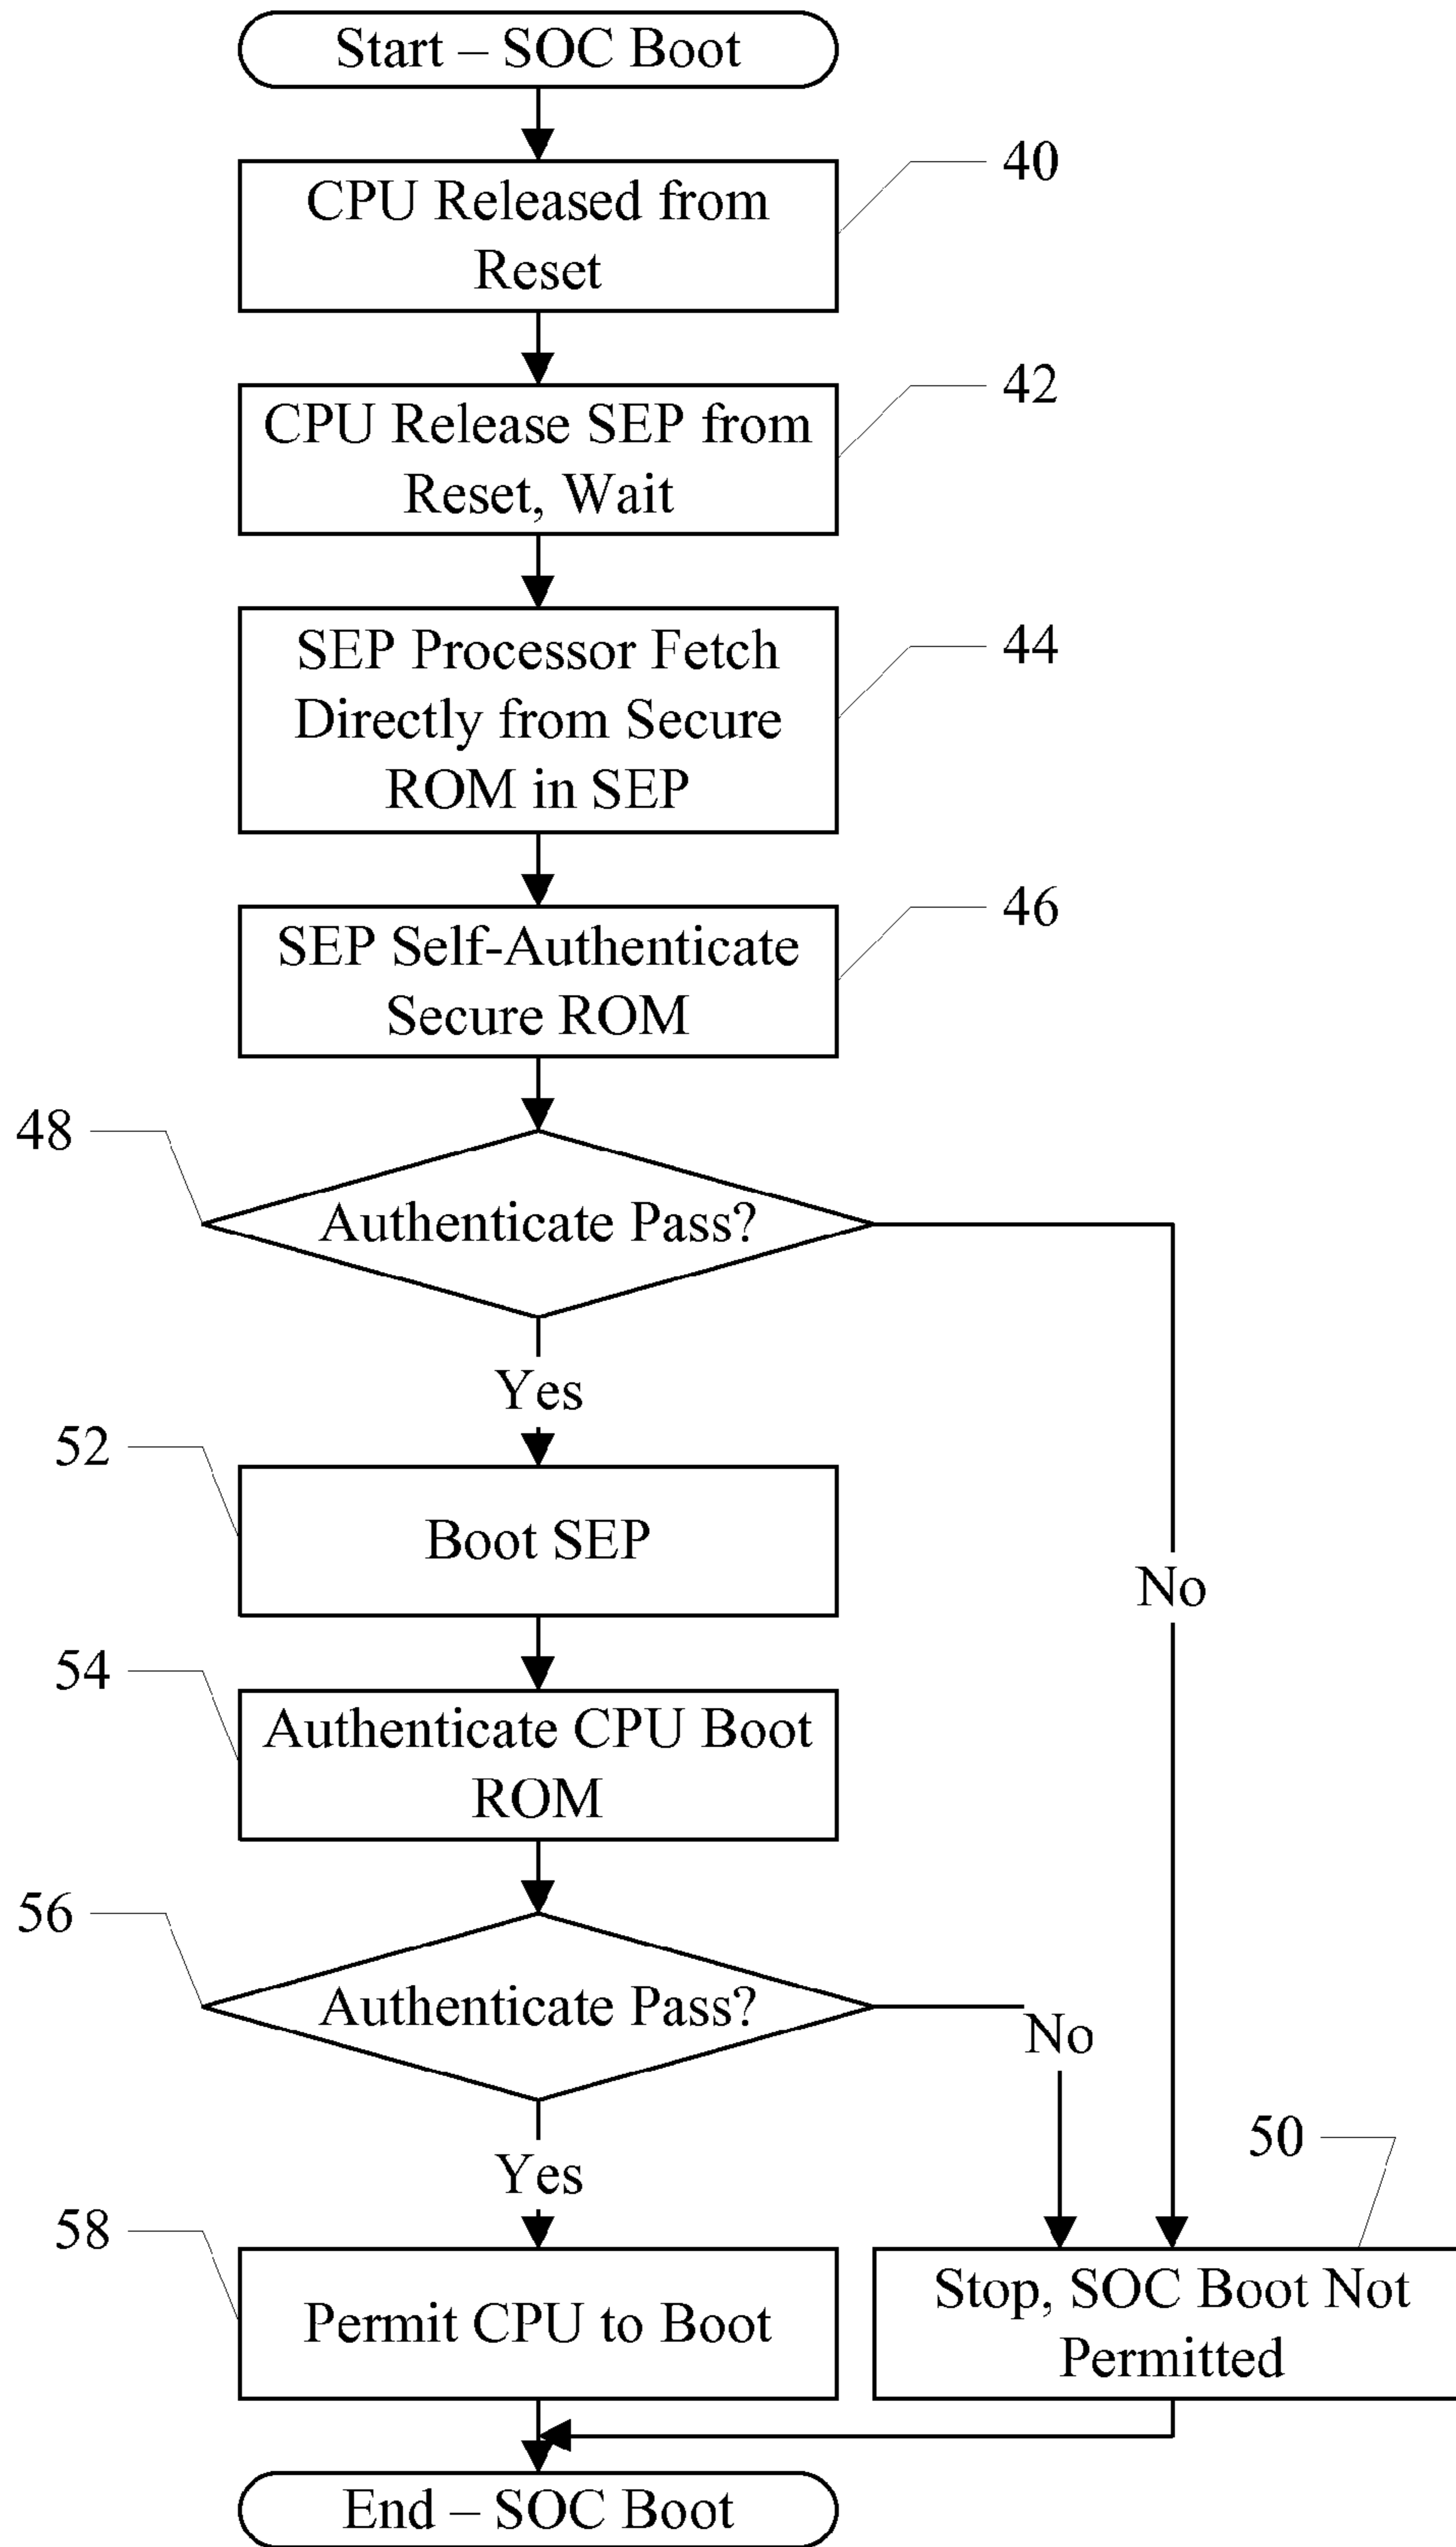 Start – SOC Boot
40
CPU Released from
Reset
42
CPU Release SEP from
Reset, Wait
44
SEP Processor Fetch
Directly from Secure
ROM in SEP
46
SEP Self-Authenticate
Secure ROM
48
Authenticate Pass?
Yes
52
Boot SEP
No
54
Authenticate CPU Boot
ROM
56
Authenticate Pass?
No
Yes
50
58
Permit CPU to Boot
Stop, SOC Boot Not
Permitted
End – SOC Boot